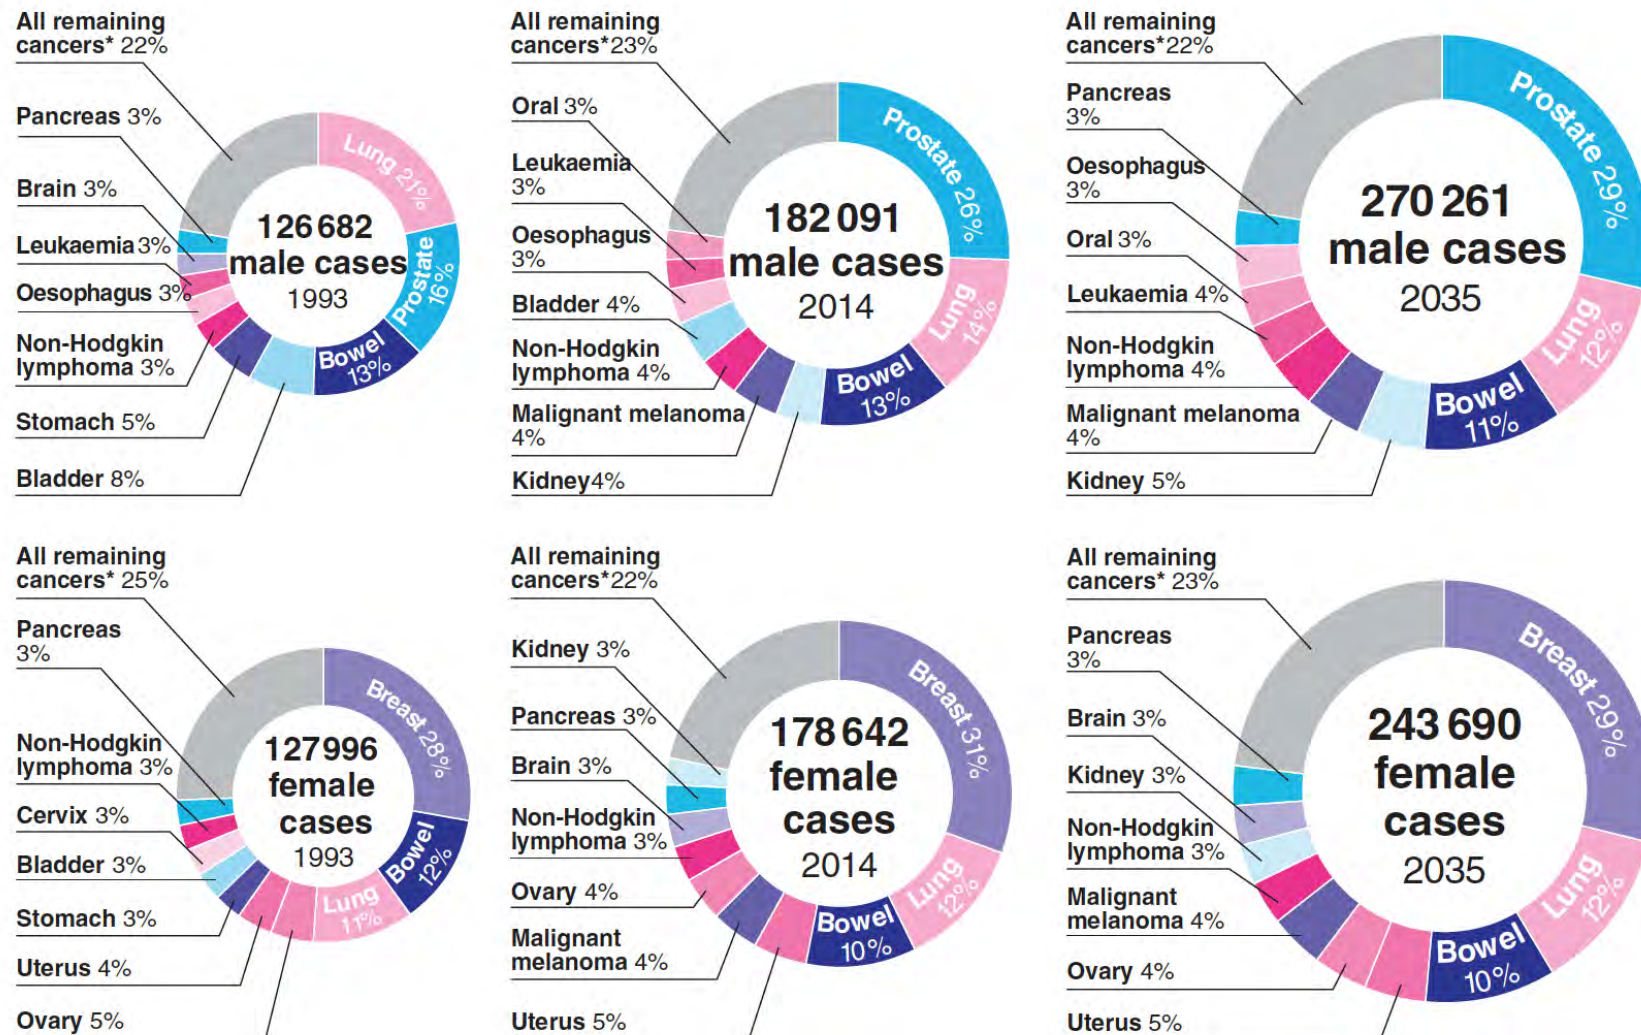 All remaining
cancers* 22%
Pancreas 3%
Brain 3%
Leukaemia 3%
Oesophagus 3%
Non-Hodgkin
lymphoma 3%
Stomach 5%
Bladder 8%
Lung 21%
Prostate
16%
Bowel
13%
126 682
male cases
1993
All remaining
cancers*23%
Oral 3%
Leukaemia
3%
Oesophagus
3%
Bladder 4%
Non-Hodgkin
lymphoma 4%
Malignant melanoma
4%
Kidney4%
Prostate 26%
Lung
14%
Bowel
13%
182 091
male cases
2014
All remaining
cancers*22%
Pancreas
3%
Oesophagus
3%
Oral 3%
Leukaemia 4%
Non-Hodgkin
lymphoma 4%
Malignant melanoma
4%
Kidney 5%
Prostate 29%
Lung
12%
Bowel
11%
270 261
male cases
2035
All remaining
cancers* 25%
Pancreas
3%
Non-Hodgkin
lymphoma 3%
Cervix 3%
Bladder 3%
Stomach 3%
Uterus 4%
Ovary 5%
Breast 28%
Bowel
12%
Lung
11%
127996
female
cases
1993
All remaining
cancers*22%
Kidney 3%
Pancreas 3%
Brain 3%
Non-Hodgkin
lymphoma 3%
Ovary 4%
Malignant
melanoma 4%
Uterus 5%
Breast 31%
Lung
12%
Bowel
10%
178 642
female
cases
2014
All remaining
cancers* 23%
Pancreas
3%
Brain 3%
Kidney 3%
Non-Hodgkin
lymphoma 3%
Malignant
melanoma 4%
Ovary 4%
Uterus 5%
Breast 29%
Lung
12%
Bowel
10%
243 690
female
cases
2035